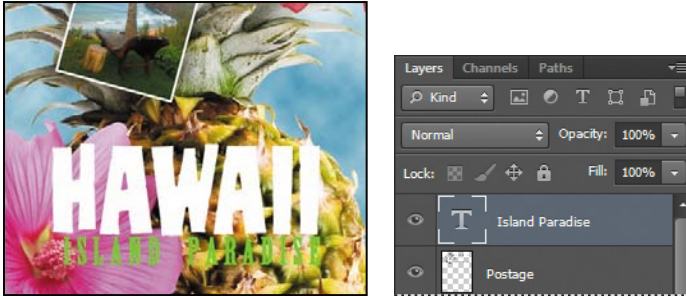 HAWAII
ISLAND PARADISE
Layers Channels Paths
Kind T
Normal Opacity: 100%
Lock: Fill: 100%
T Island Paradise
Postage